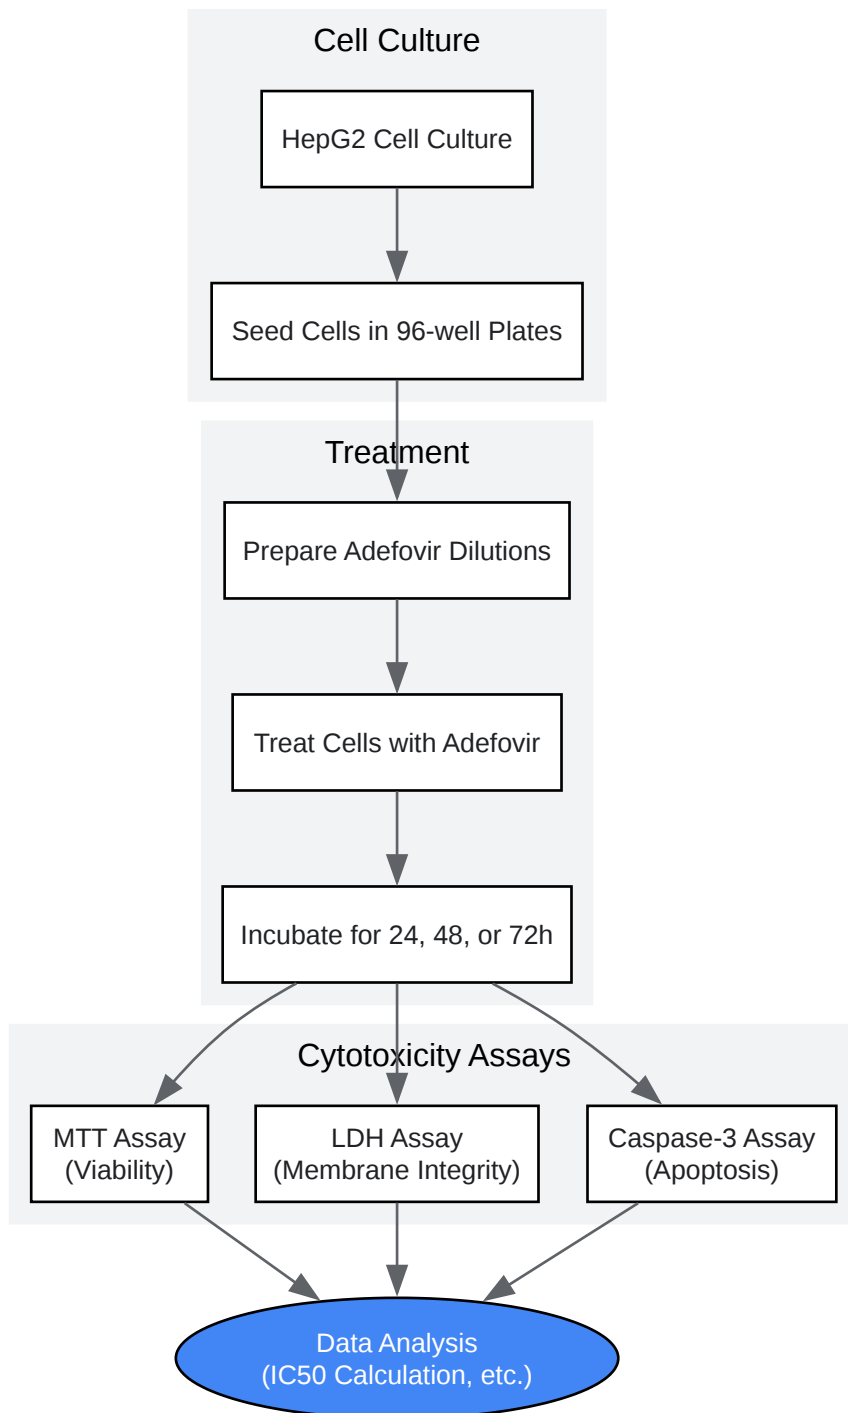 Cell Culture
HepG2 Cell Culture
Seed Cells in 96-well Plates
Treatment
Prepare Adefovir Dilutions
Treat Cells with Adefovir
Incubate for 24, 48, or 72h
Cytotoxicity Assays
MTT Assay
(Viability)
LDH Assay
(Membrane Integrity)
Caspase-3 Assay
(Apoptosis)
Data Analysis
(IC50 Calculation, etc.)